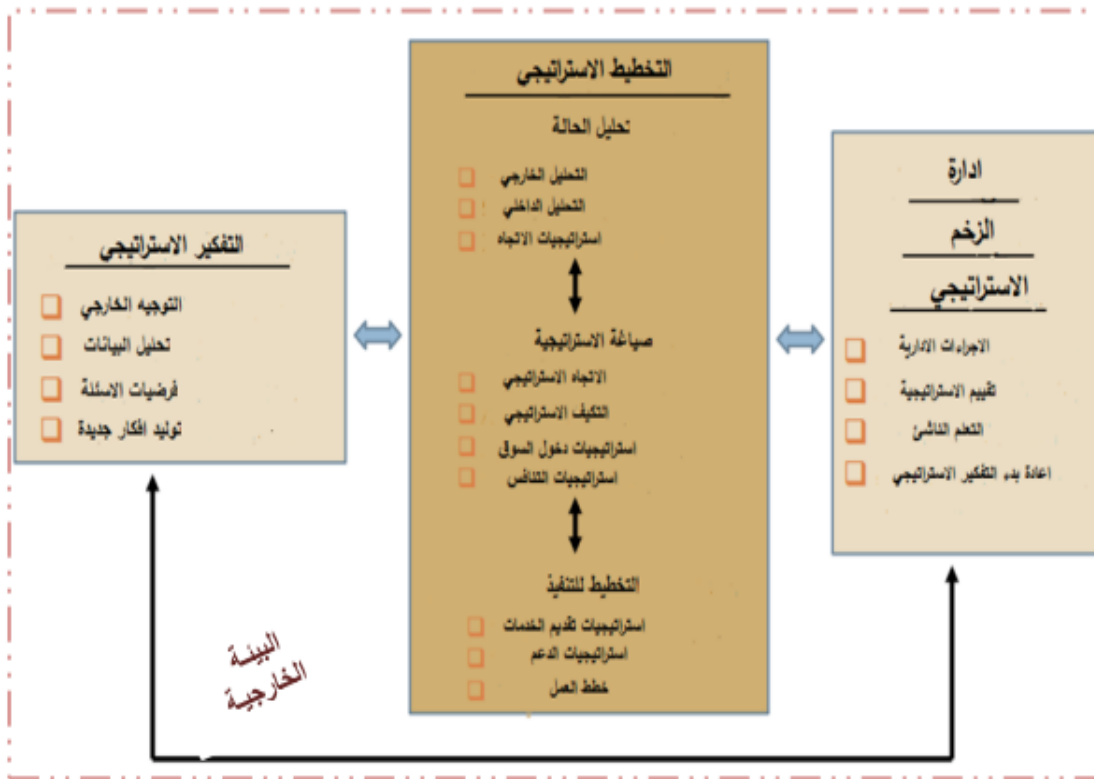 التخطيط الاستراتيجي
تحليل الحالة
التحليل الخارجي
التحليل الداخلي
استراتيجيات الاتجاه
صياغة الاستراتيجية
الاتجاه الاستراتيجي
التكيف الاستراتيجي
استراتيجيات دخول السوق
استراتيجيات التنافس
التخطيط للتنفيذ
استراتيجيات تقديم الخدمات
استراتيجيات الدعم
خطط العمل
ادارة
الزخم
الاستراتيجي
الاجراءات الادارية
تقييم الاستراتيجية
التعلم الناشئ
اعادة بدء التفكير الاستراتيجي
التفكير الاستراتيجي
التوجيه الخارجي
تحليل البيانات
فرضيات الاسئلة
توليد افكار جديدة
البيئة
الخارجية